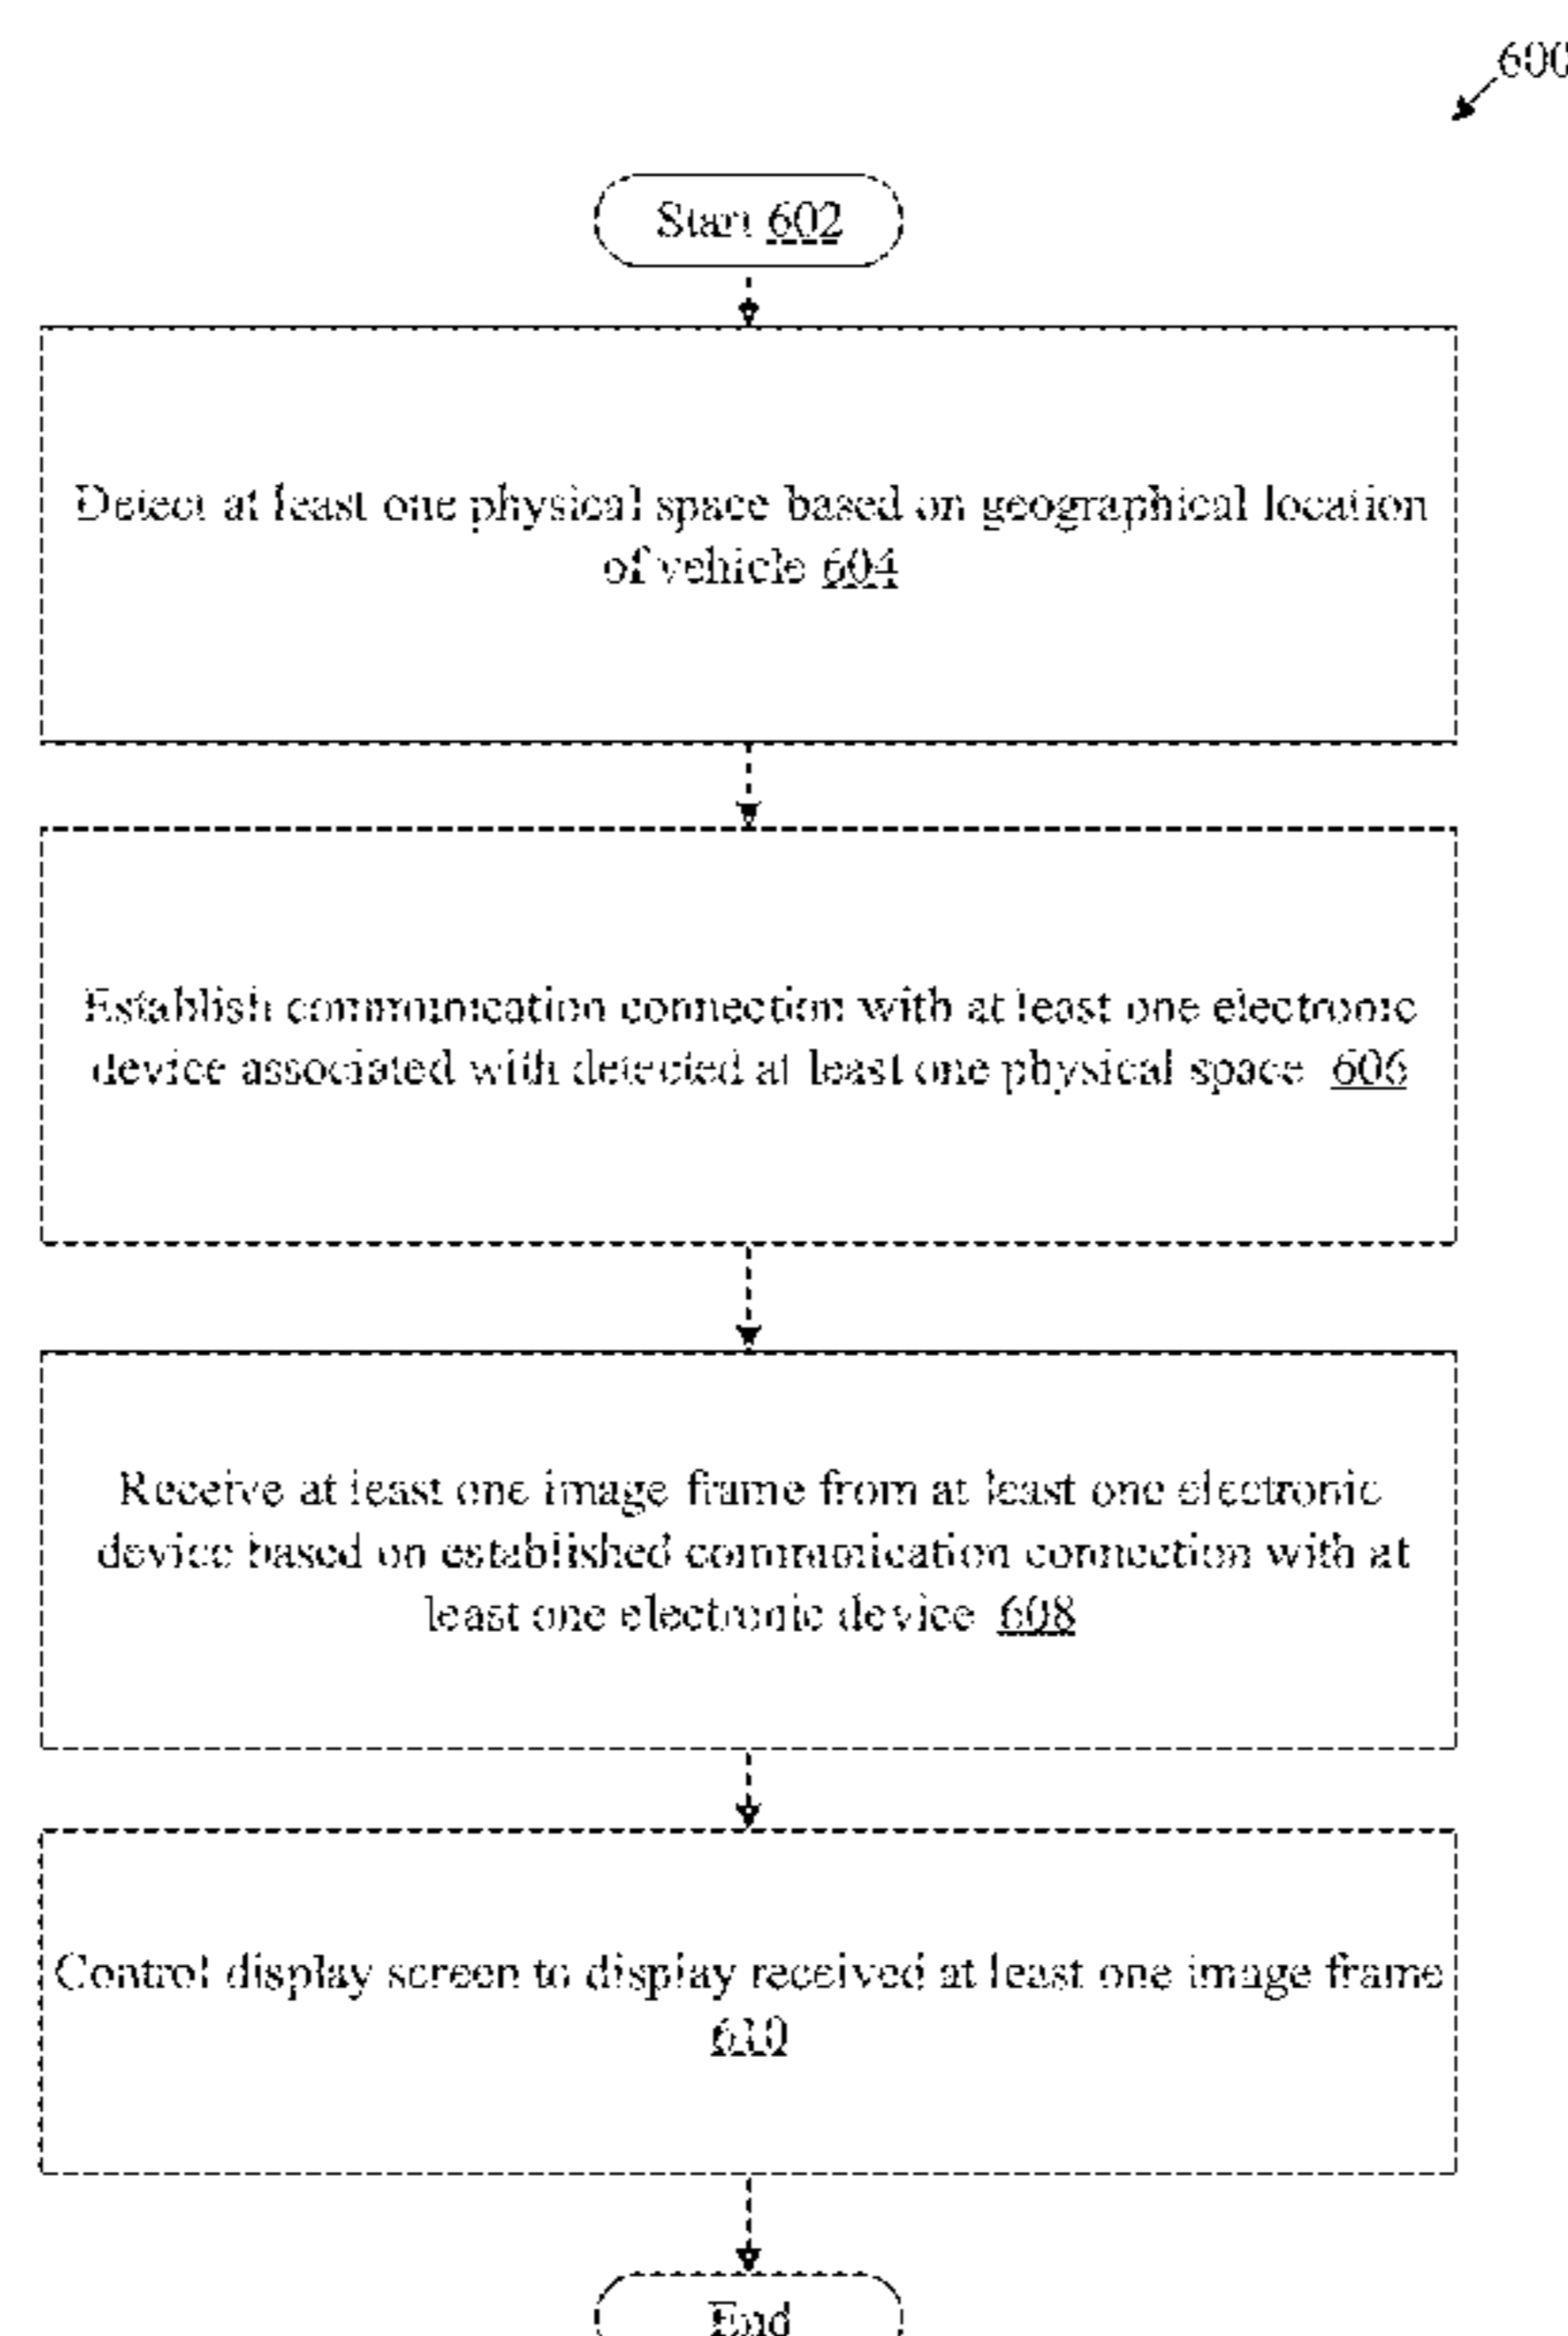 600
Start 602
Detect at least one physical space based on geographical location
of vehicle 604
Establish communication connection with at least one electronic
device associated with detected at least one physical space 606
Receive at least one image frame from at least one electronic
device based on established communication connection with at
least one electronic device 608
Control display screen to display received at least one image frame
610
End